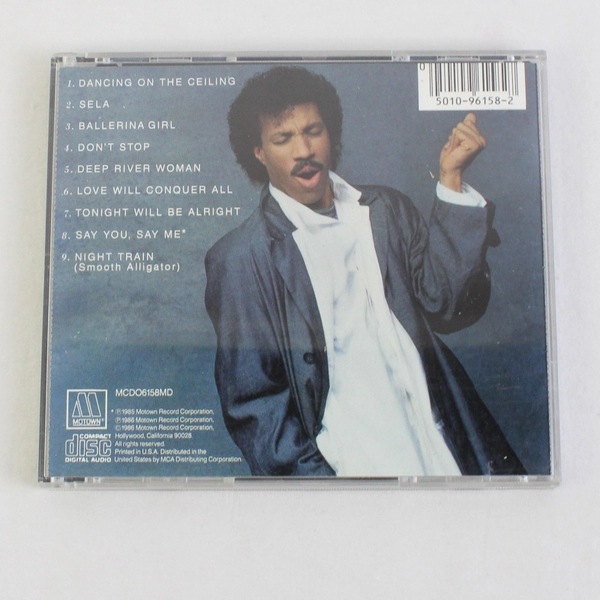 1. DANCING ON THE CEILING
2. SELA
3. BALLERINA GIRL
4. DON'T STOP
5. DEEP RIVER WOMAN
6. LOVE WILL CONQUER ALL
7. TONIGHT WILL BE ALRIGHT
8. SAY YOU, SAY ME*
9. NIGHT TRAIN
(Smooth Alligator)
0
5010-96158-2
M
MOTOWN®
COMPACT
disc
DIGITAL AUDIO
MCDO6158MD
* ℗1985 Motown Record Corporation,
℗1986 Motown Record Corporation,
©1986 Motown Record Corporation,
Hollywood, California 90028.
All rights reserved.
Printed in U.S.A. Distributed in the
United States by MCA Distributing Corporation.